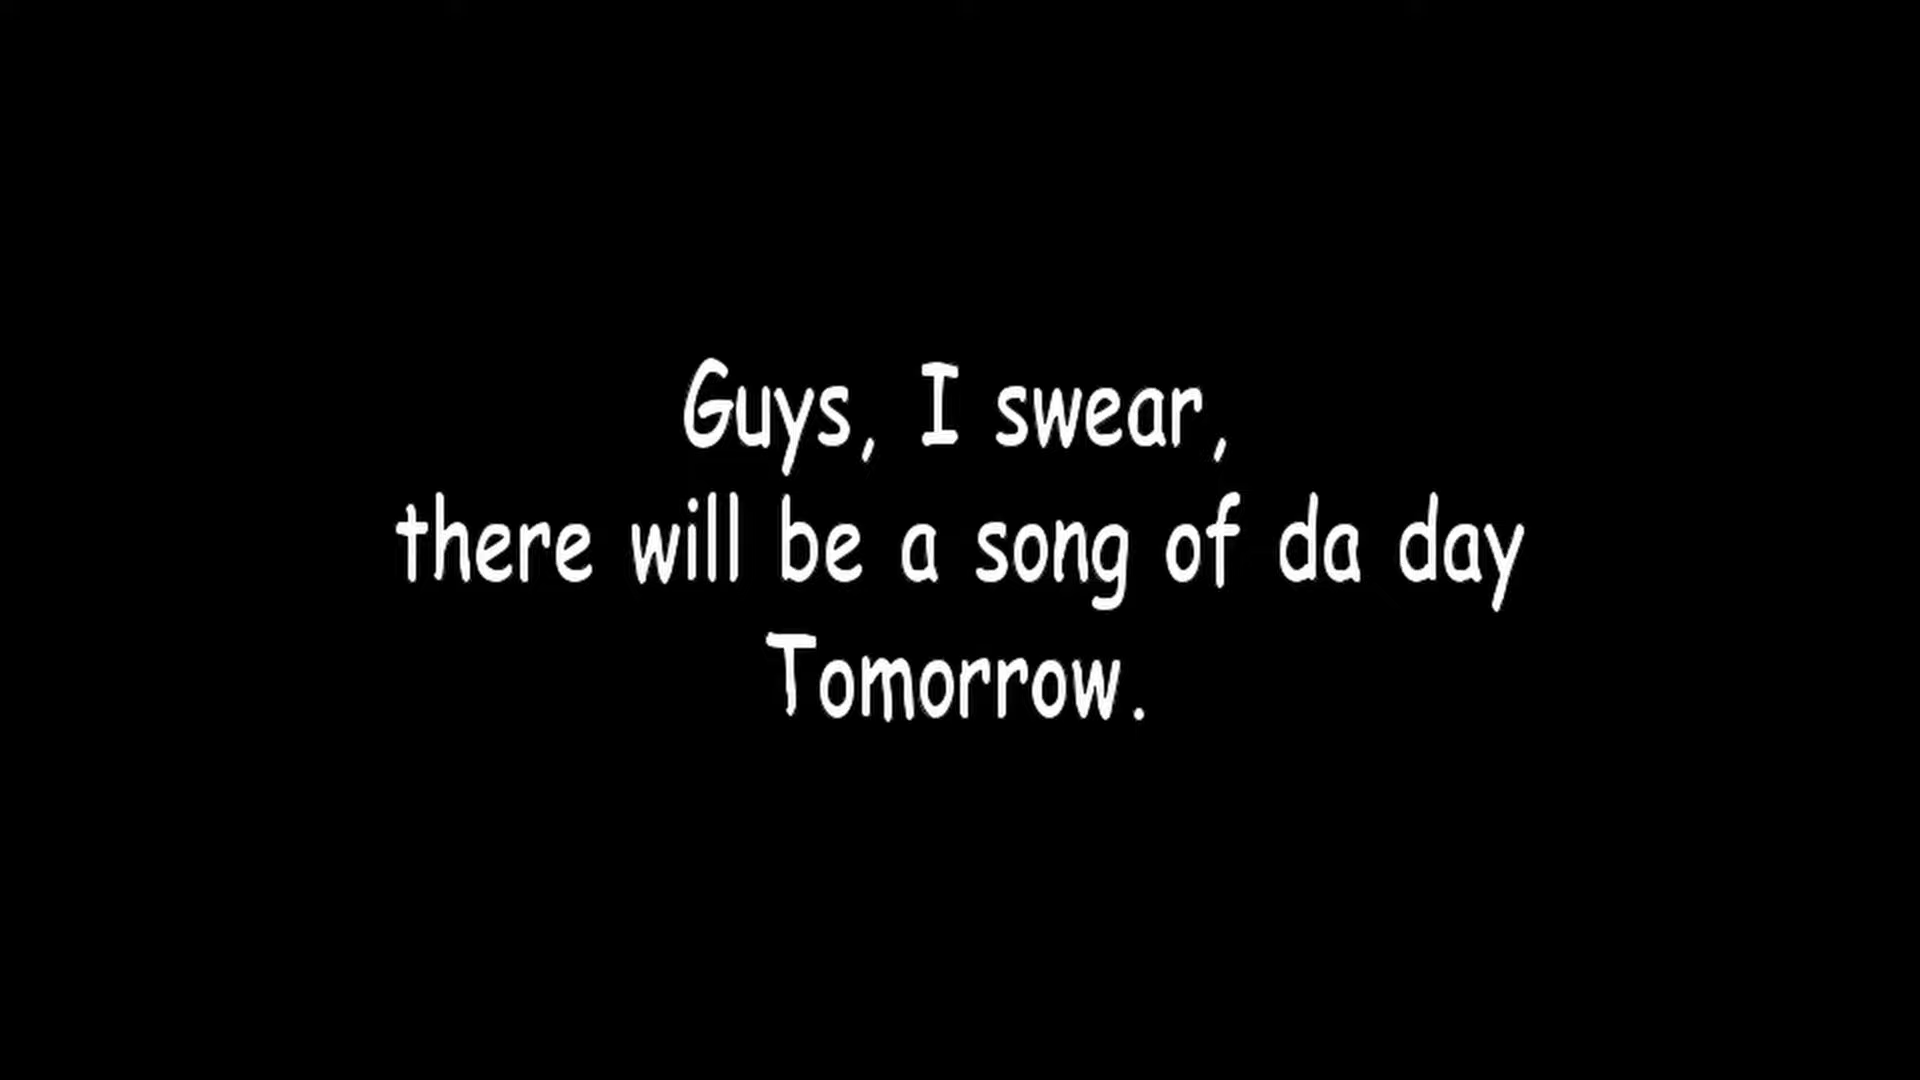 Guys, I swear,
there will be a song of da day
Tomorrow.